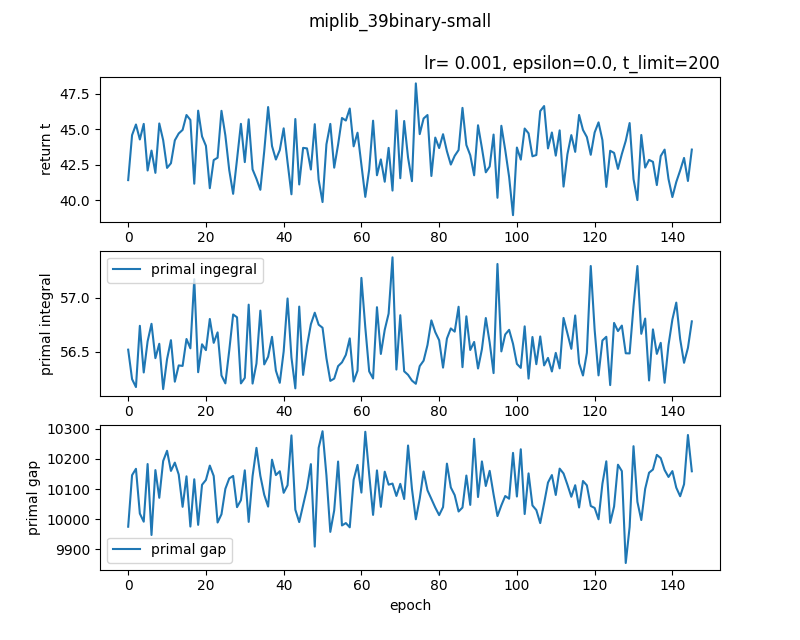 miplib_39binary-small
lr= 0.001, epsilon=0.0, t_limit=200
return t
47.5
45.0
42.5
40.0
0 20 40 60 80 100 120 140
primal integral
primal ingegral
57.0
56.5
0 20 40 60 80 100 120 140
primal gap
10300
10200
10100
10000
9900
primal gap
0 20 40 60 80 100 120 140
epoch